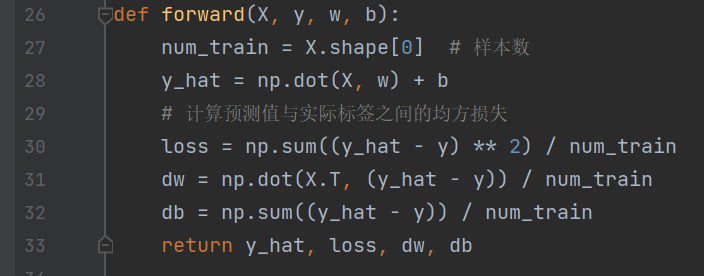 26 def forward(X, y, w, b):
27 num_train = X.shape[0]  # 样本数
28 y_hat = np.dot(X, w) + b
29 # 计算预测值与实际标签之间的均方损失
30 loss = np.sum((y_hat - y) ** 2) / num_train
31 dw = np.dot(X.T, (y_hat - y)) / num_train
32 db = np.sum((y_hat - y)) / num_train
33 return y_hat, loss, dw, db